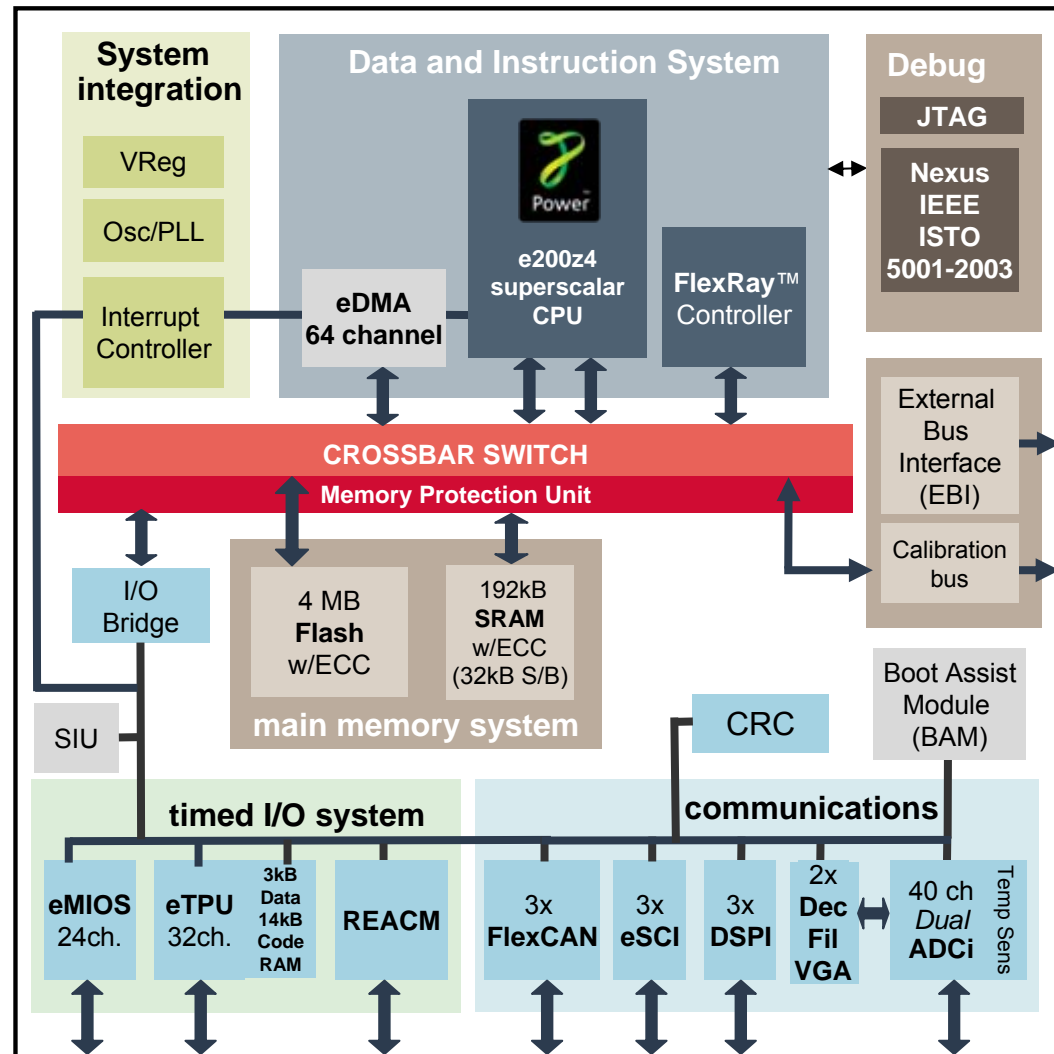 System
integration
VReg
Osc/PLL
Interrupt
Controller
Data and Instruction System
Power™
e200z4
superscalar
CPU
eDMA
64 channel
FlexRay™
Controller
Debug
JTAG
Nexus
IEEE
ISTO
5001-2003
CROSSBAR SWITCH
Memory Protection Unit
External
Bus
Interface
(EBI)
Calibration
bus
I/O
Bridge
4 MB
Flash
w/ECC
192kB
SRAM
w/ECC
(32kB S/B)
main memory system
SIU
CRC
Boot Assist
Module
(BAM)
timed I/O system
eMIOS
24ch.
eTPU
32ch.
3kB
Data
14kB
Code
RAM
REACM
communications
3x
FlexCAN
3x
eSCI
3x
DSPI
2x
Dec
Fil
VGA
40 ch
Dual
ADCi
Temp Sens